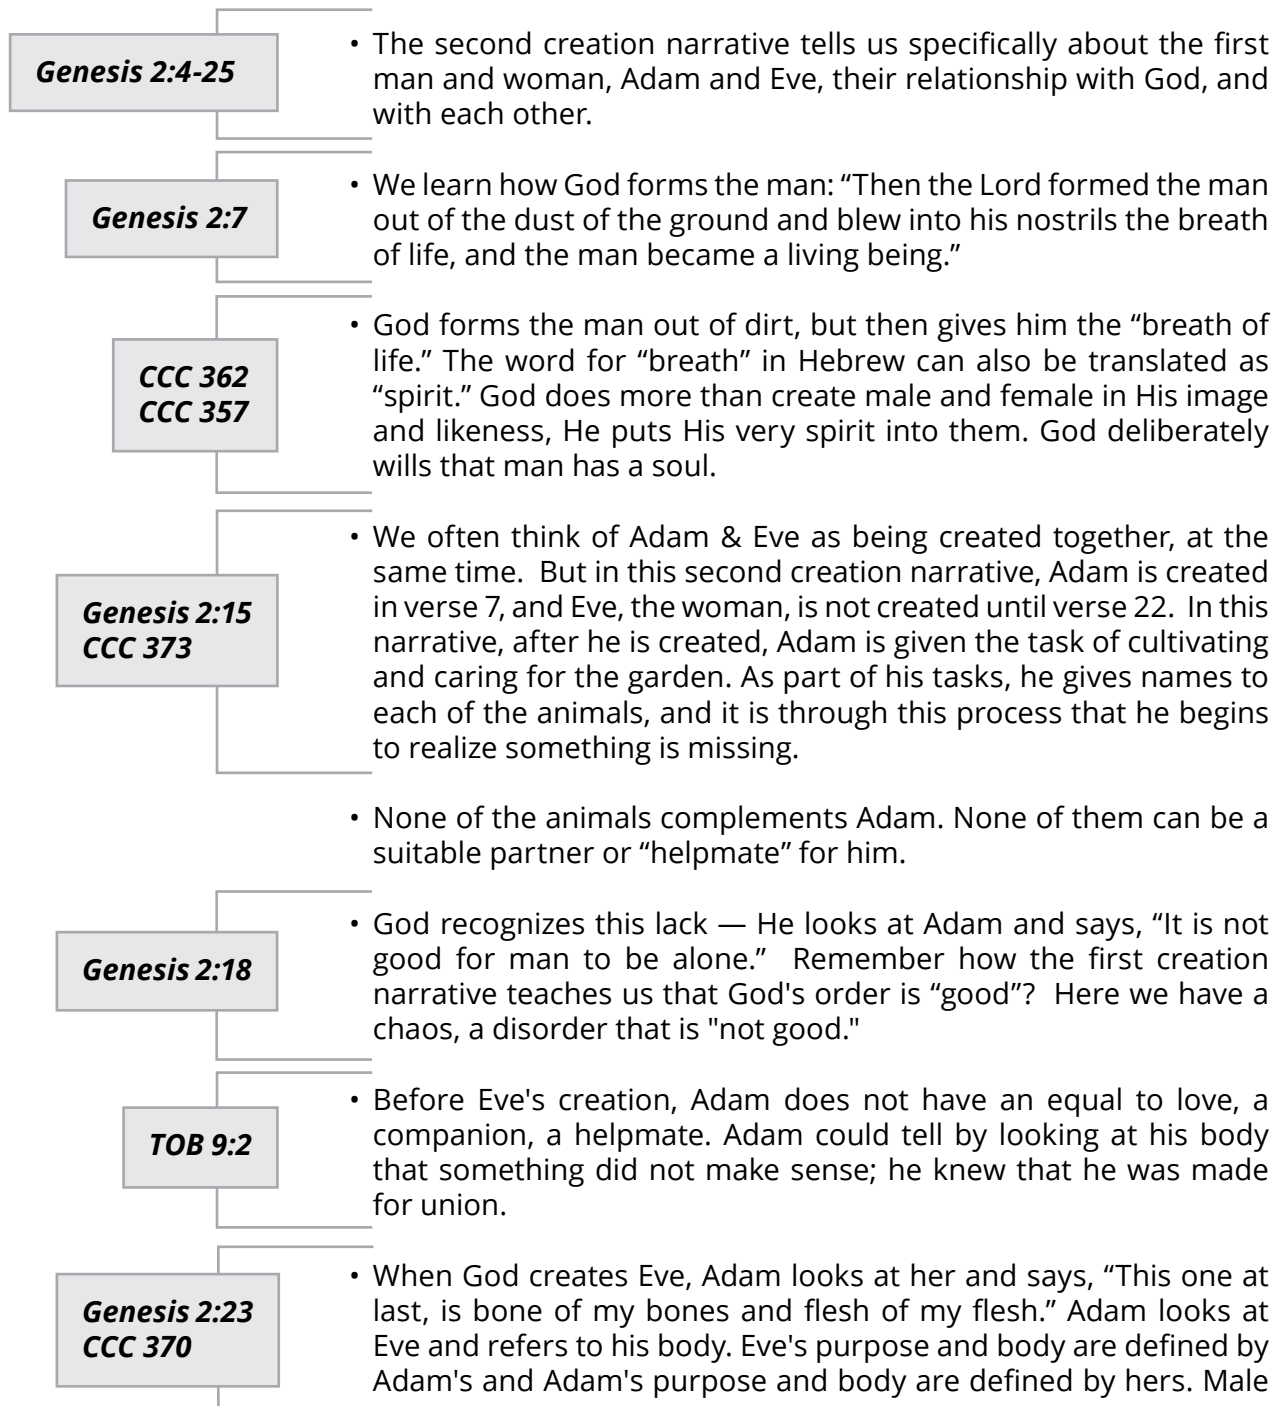 Genesis 2:4-25
• The second creation narrative tells us specifically about the first
man and woman, Adam and Eve, their relationship with God, and
with each other.
Genesis 2:7
• We learn how God forms the man: “Then the Lord formed the man
out of the dust of the ground and blew into his nostrils the breath
of life, and the man became a living being.”
CCC 362
CCC 357
• God forms the man out of dirt, but then gives him the “breath of
life.” The word for “breath” in Hebrew can also be translated as
“spirit.” God does more than create male and female in His image
and likeness, He puts His very spirit into them. God deliberately
wills that man has a soul.
Genesis 2:15
CCC 373
• We often think of Adam & Eve as being created together, at the
same time.  But in this second creation narrative, Adam is created
in verse 7, and Eve, the woman, is not created until verse 22.  In this
narrative, after he is created, Adam is given the task of cultivating
and caring for the garden. As part of his tasks, he gives names to
each of the animals, and it is through this process that he begins
to realize something is missing.
• None of the animals complements Adam. None of them can be a
suitable partner or “helpmate” for him.
Genesis 2:18
• God recognizes this lack — He looks at Adam and says, “It is not
good for man to be alone.”  Remember how the first creation
narrative teaches us that God's order is “good”?  Here we have a
chaos, a disorder that is "not good."
TOB 9:2
• Before Eve's creation, Adam does not have an equal to love, a
companion, a helpmate. Adam could tell by looking at his body
that something did not make sense; he knew that he was made
for union.
Genesis 2:23
CCC 370
• When God creates Eve, Adam looks at her and says, “This one at
last, is bone of my bones and flesh of my flesh.” Adam looks at
Eve and refers to his body. Eve's purpose and body are defined by
Adam's and Adam's purpose and body are defined by hers. Male